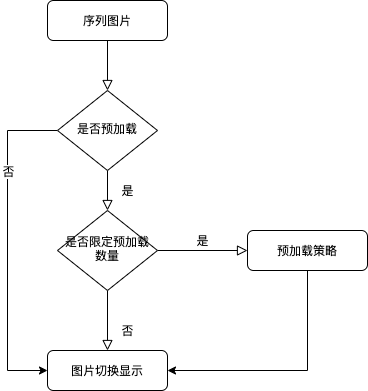 序列图片
是否预加载
否
是
是否限定预加载
数量
是
预加载策略
否
图片切换显示